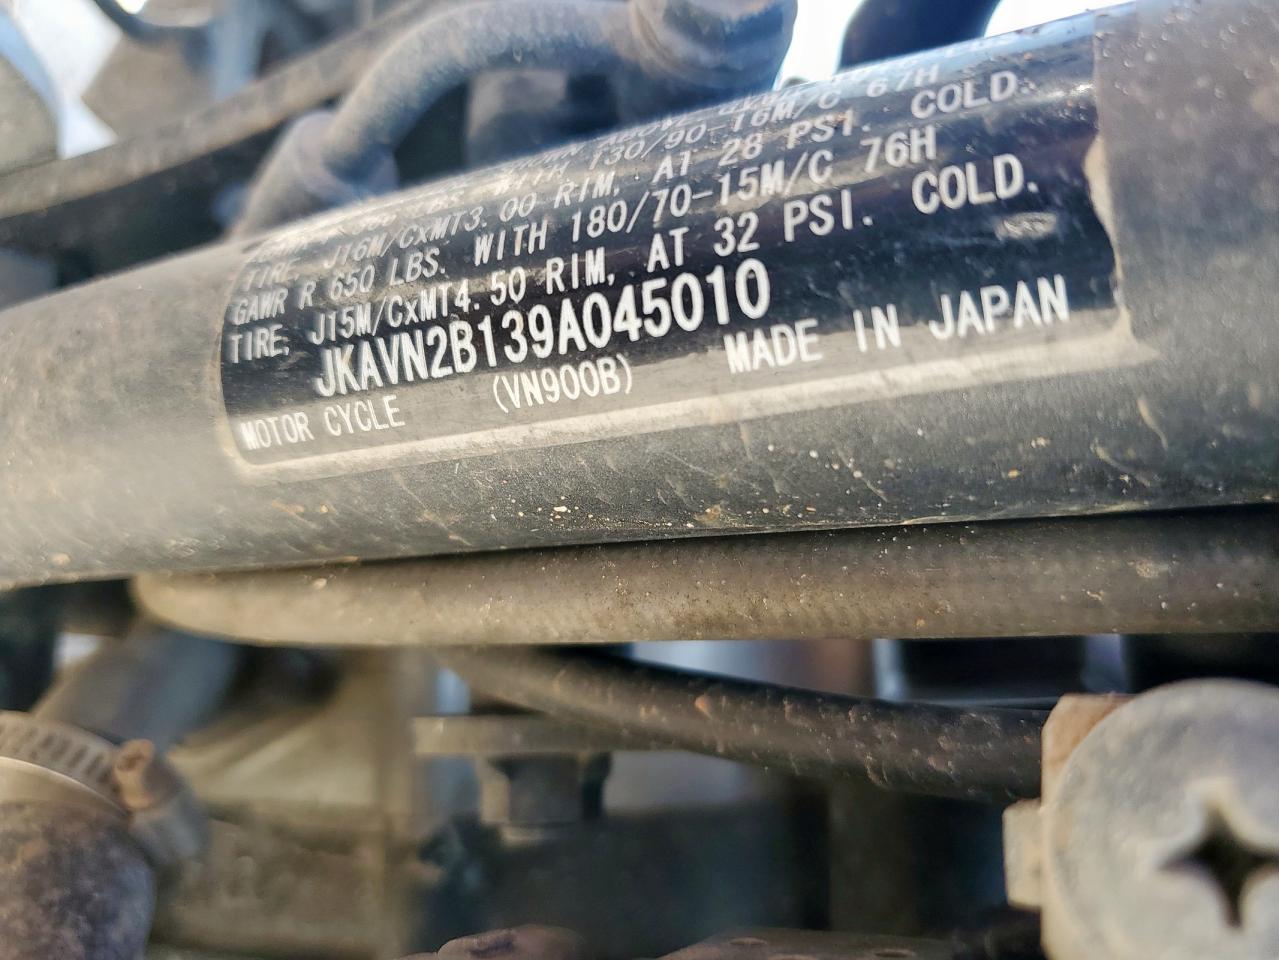 WITH 130/90-16M/C 67H
TIRE, J16M/CxMT3.00 RIM, AT 28 PSI. COLD.
GAWR R 650 LBS. WITH 180/70-15M/C 76H
TIRE, J15M/CxMT4.50 RIM, AT 32 PSI. COLD.
JKAVN2B139A045010
MOTOR CYCLE (VN900B) MADE IN JAPAN